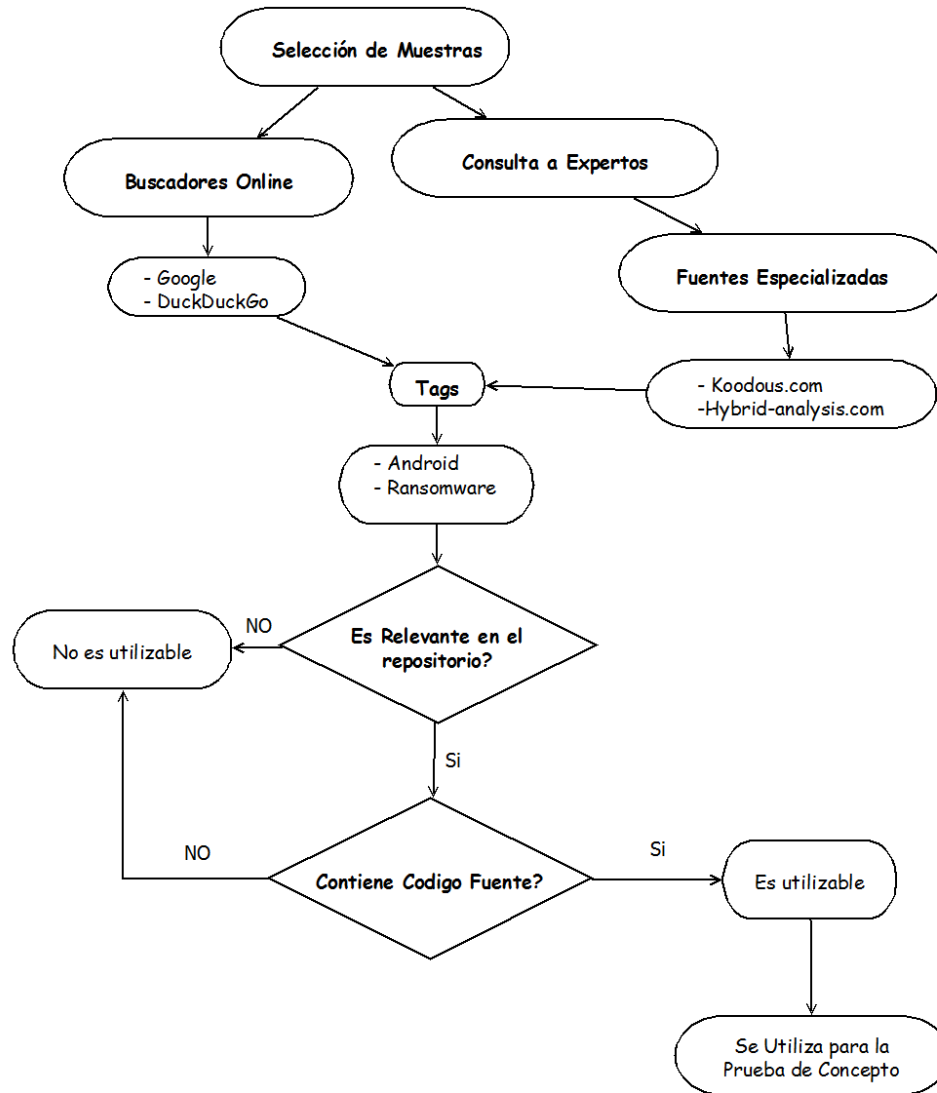 Selección de Muestras
Buscadores Online
Consulta a Expertos
- Google
- DuckDuckGo
Fuentes Especializadas
- Koodous.com
-Hybrid-analysis.com
Tags
- Android
- Ransomware
Es Relevante en el
repositorio?
NO
No es utilizable
Si
Contiene Codigo Fuente?
NO
Si
Es utilizable
Se Utiliza para la
Prueba de Concepto